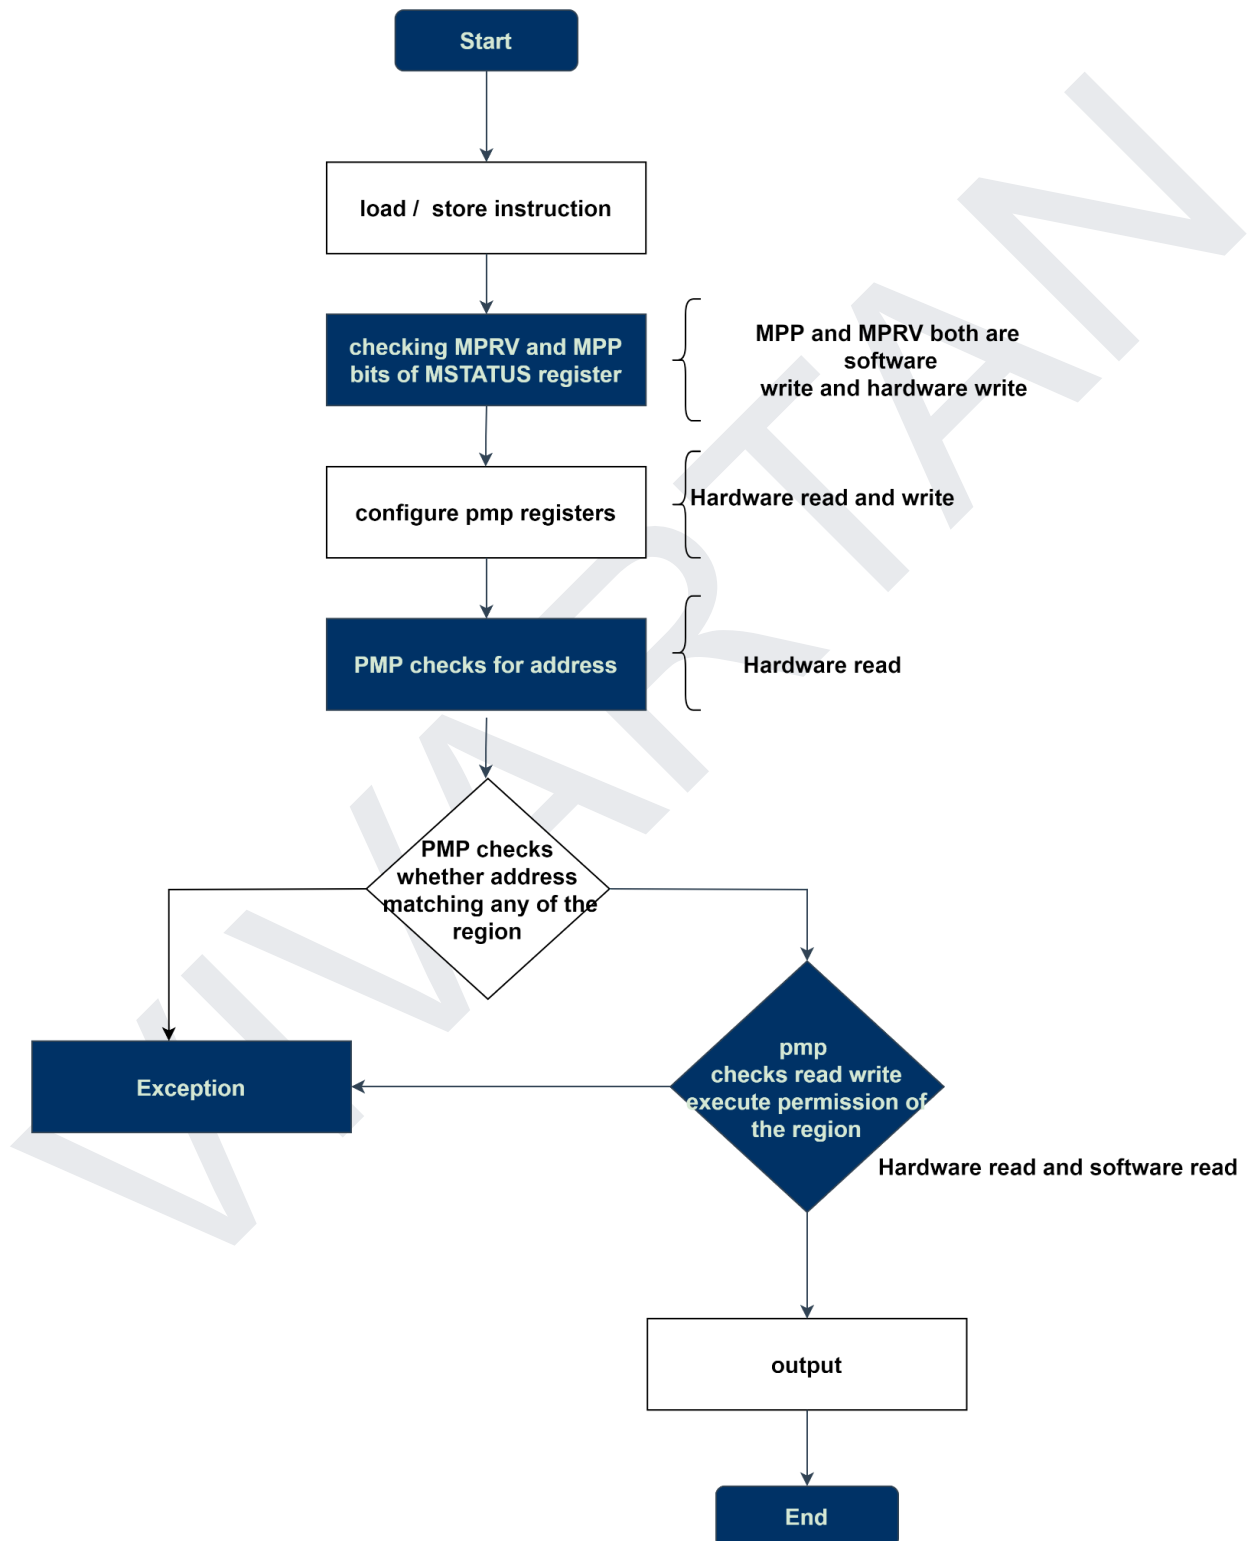 Start
load /  store instruction
checking MPRV and MPP
bits of MSTATUS register
MPP and MPRV both are
software
write and hardware write
configure pmp registers
Hardware read and write
PMP checks for address
Hardware read
PMP checks
whether address
matching any of the
region
Exception
pmp
checks read write
execute permission of
the region
Hardware read and software read
output
End
VIVARTAN